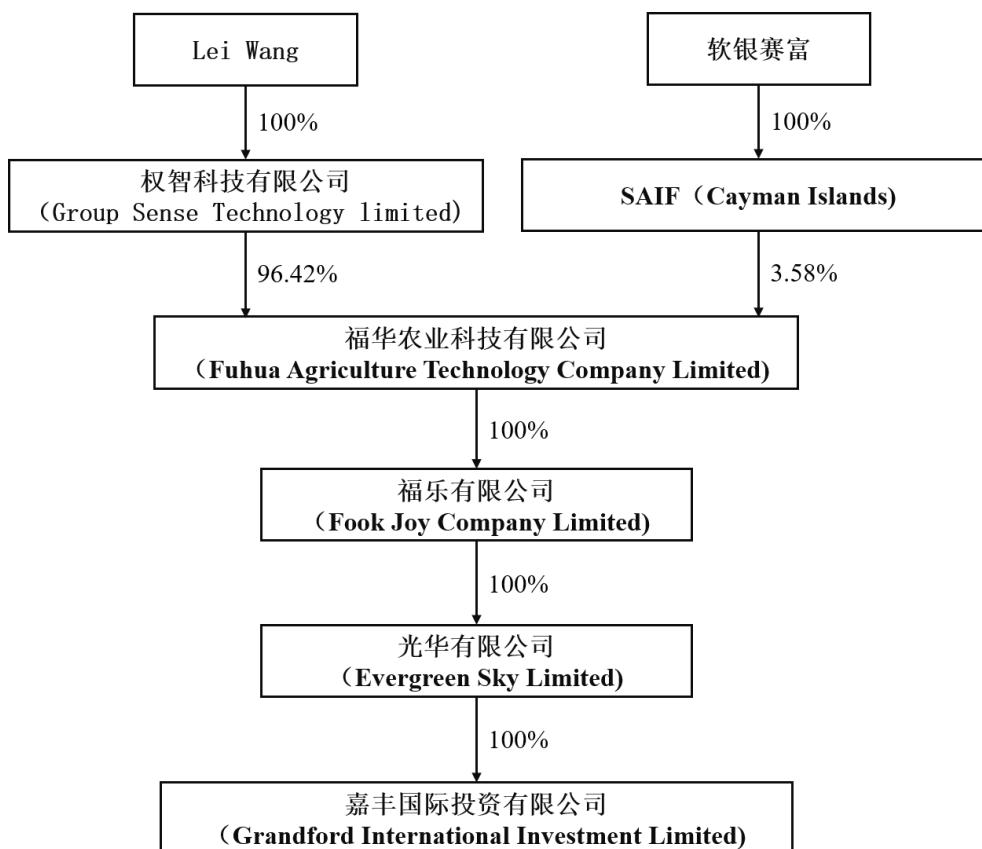 Lei Wang
软银赛富
100%
100%
权智科技有限公司
（Group Sense Technology limited)
SAIF（Cayman Islands)
96.42%
3.58%
福华农业科技有限公司
（Fuhua Agriculture Technology Company Limited)
100%
福乐有限公司
（Fook Joy Company Limited)
100%
光华有限公司
（Evergreen Sky Limited)
100%
嘉丰国际投资有限公司
（Grandford International Investment Limited)